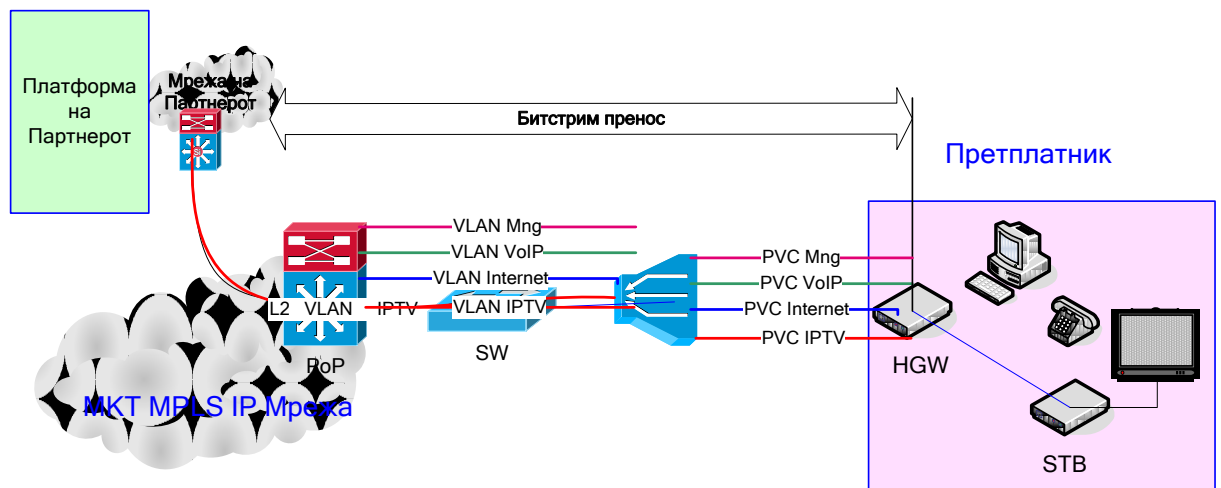 Платформа
на
Партнерот
Мрежа на
Партнерот
Битстрим пренос
Претплатник
VLAN Mng
VLAN VoIP
VLAN Internet
L2 VLAN IPTV
VLAN IPTV
PVC Mng
PVC VoIP
PVC Internet
PVC IPTV
SW
PoP
HGW
MKT MPLS IP Мрежа
STB